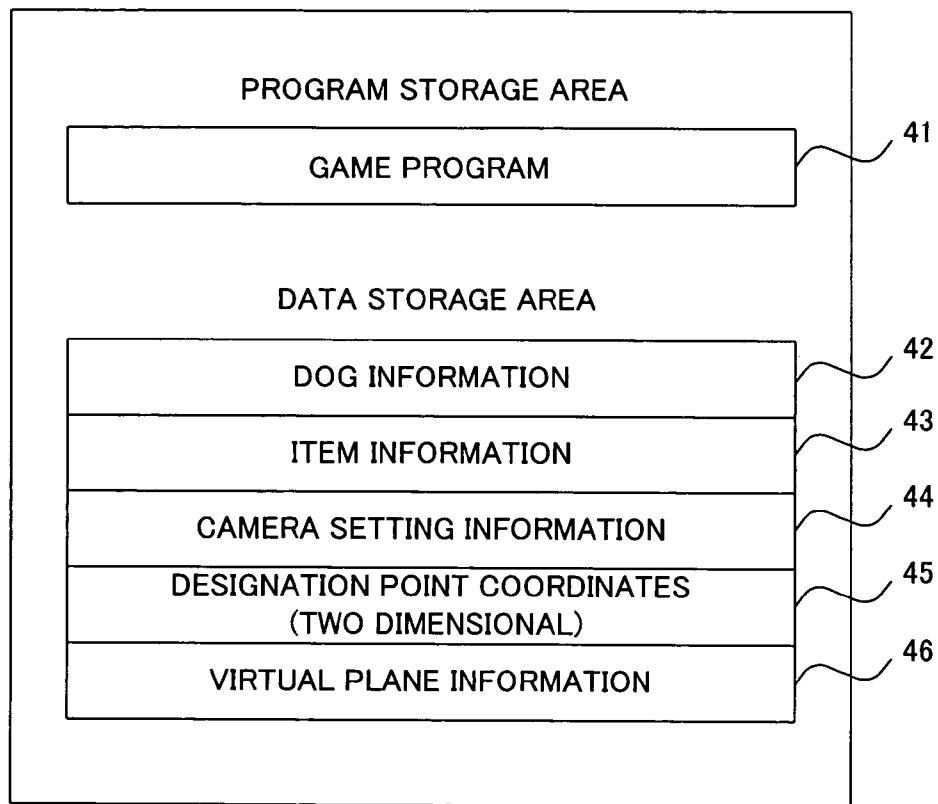 PROGRAM STORAGE AREA
GAME PROGRAM
41
DATA STORAGE AREA
DOG INFORMATION
42
ITEM INFORMATION
43
CAMERA SETTING INFORMATION
44
DESIGNATION POINT COORDINATES
(TWO DIMENSIONAL)
45
VIRTUAL PLANE INFORMATION
46